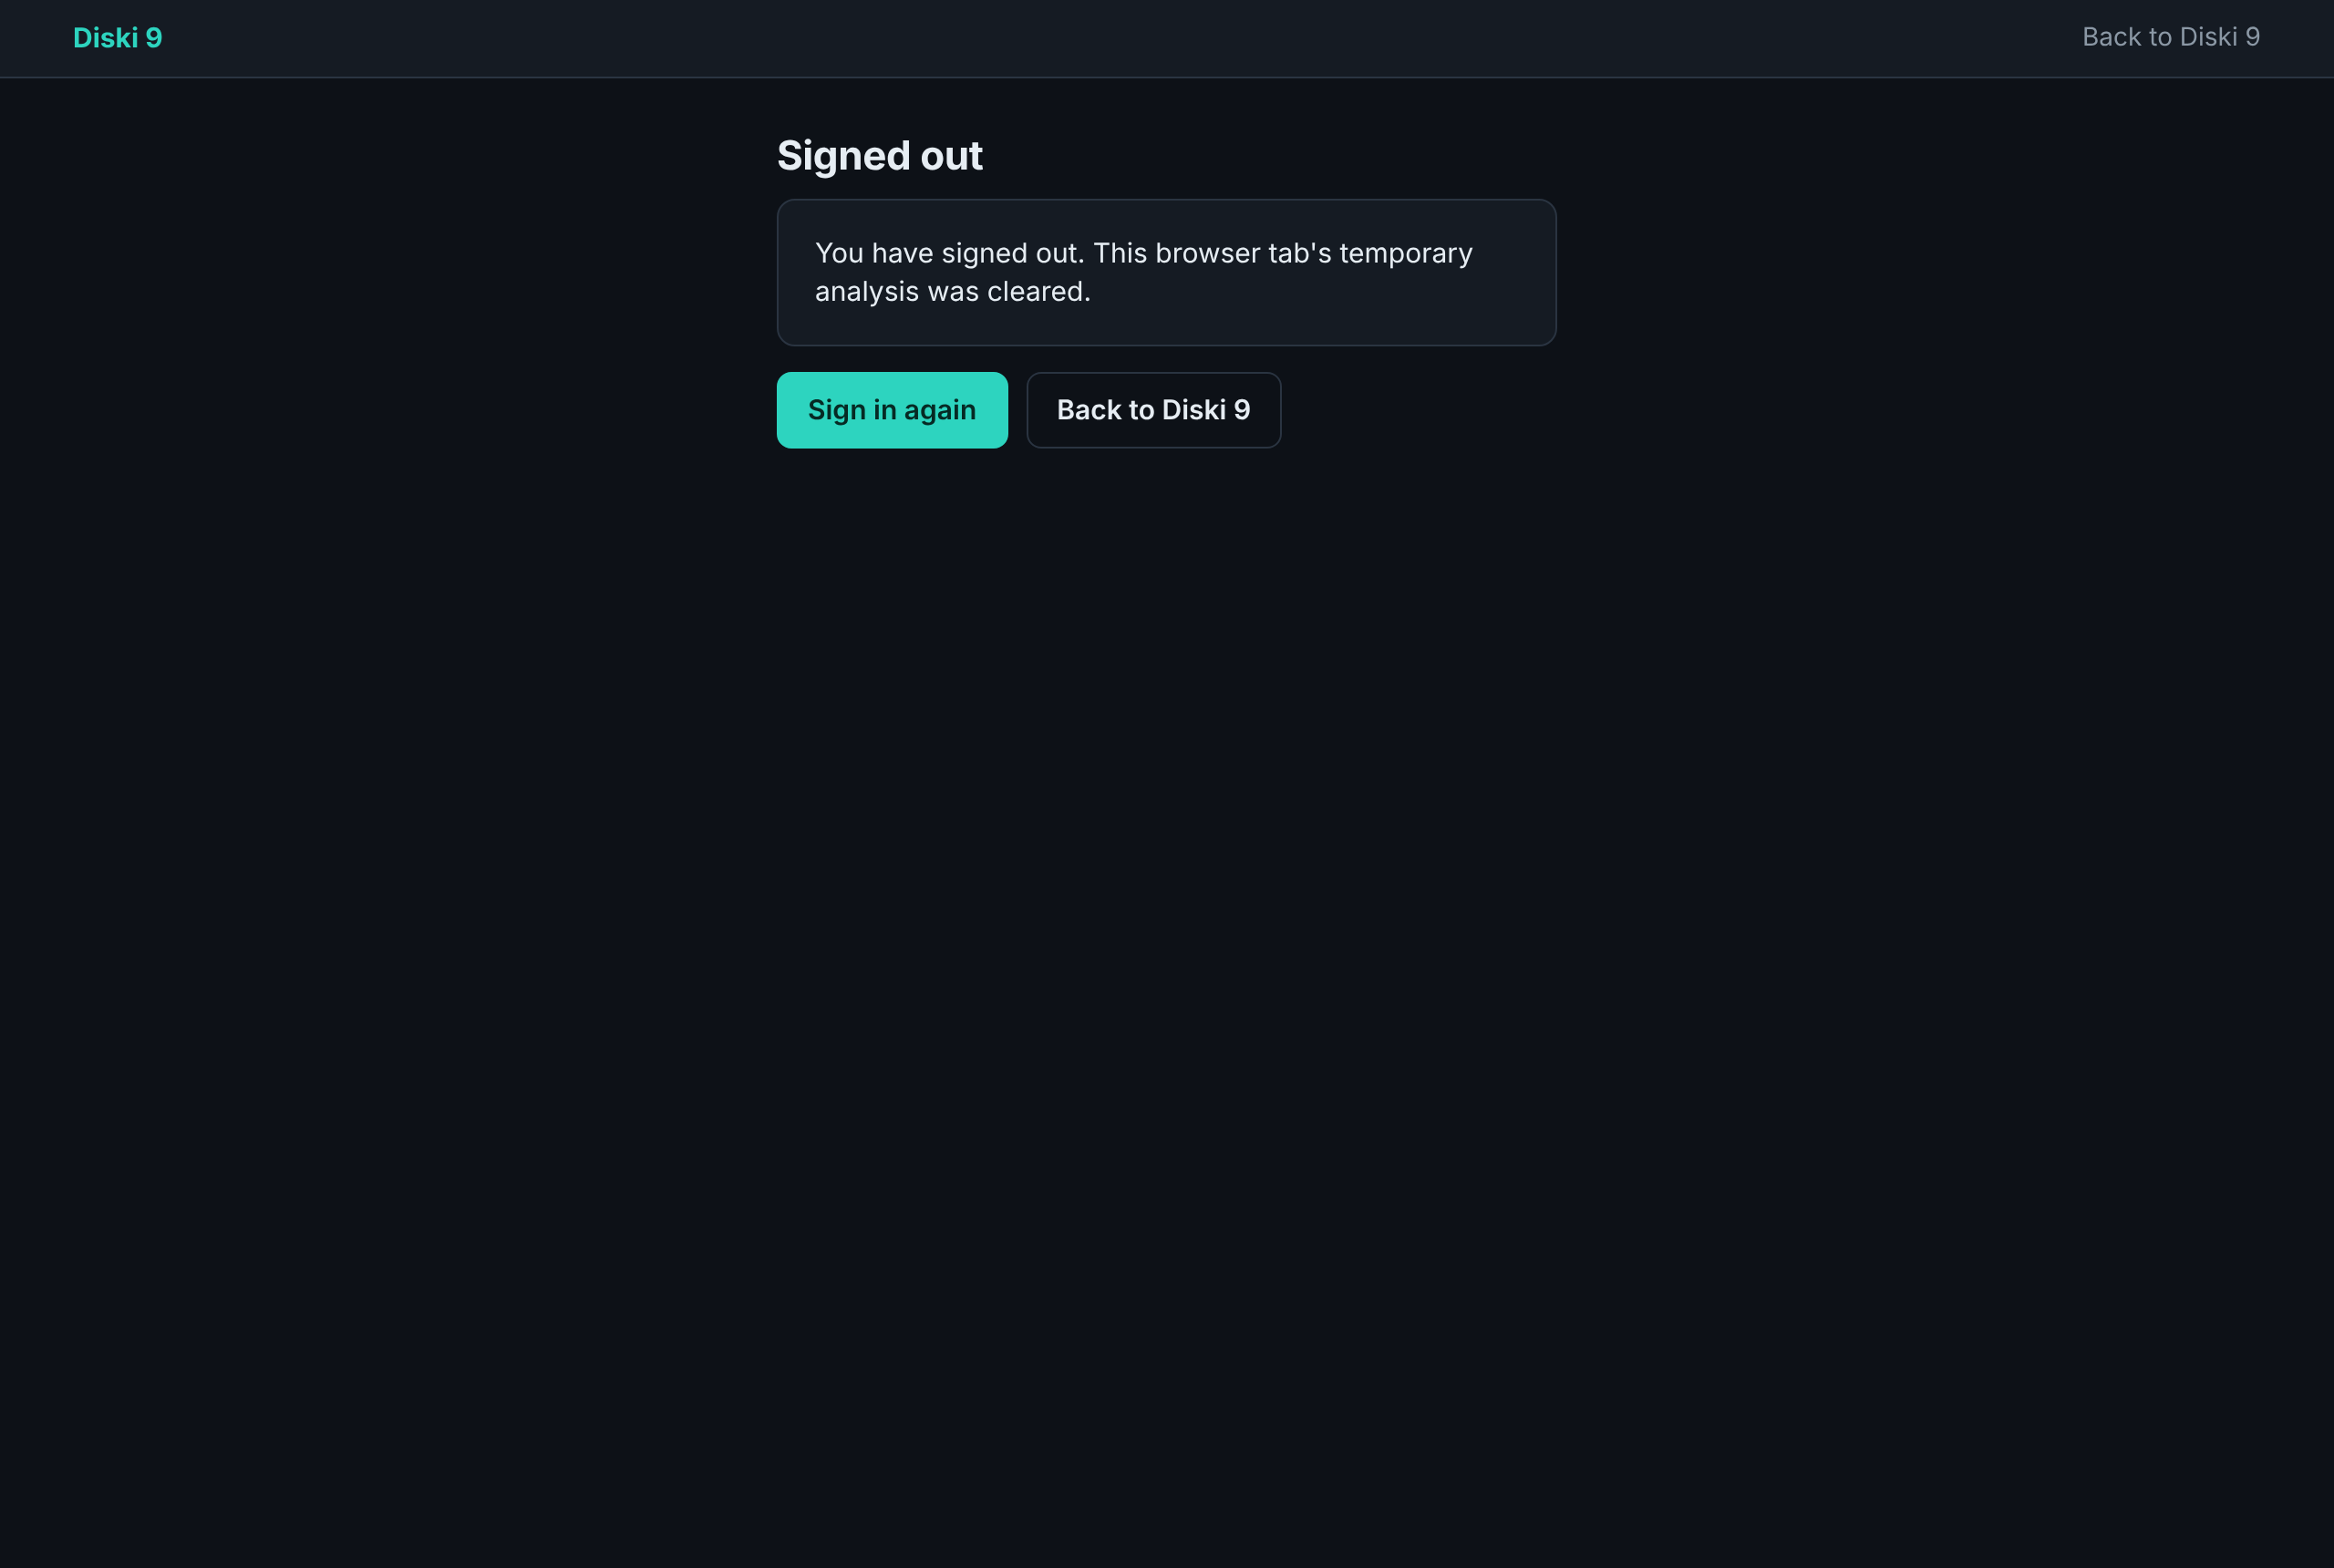 Diski 9
Back to Diski 9
Signed out
You have signed out. This browser tab's temporary
analysis was cleared.
Sign in again
Back to Diski 9